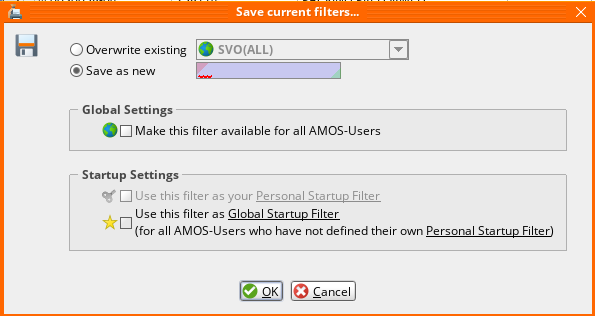 Save current filters...
Overwrite existing
SVO(ALL)
Save as new
Global Settings
Make this filter available for all AMOS-Users
Startup Settings
Use this filter as your Personal Startup Filter
Use this filter as Global Startup Filter
(for all AMOS-Users who have not defined their own Personal Startup Filter)
OK
Cancel